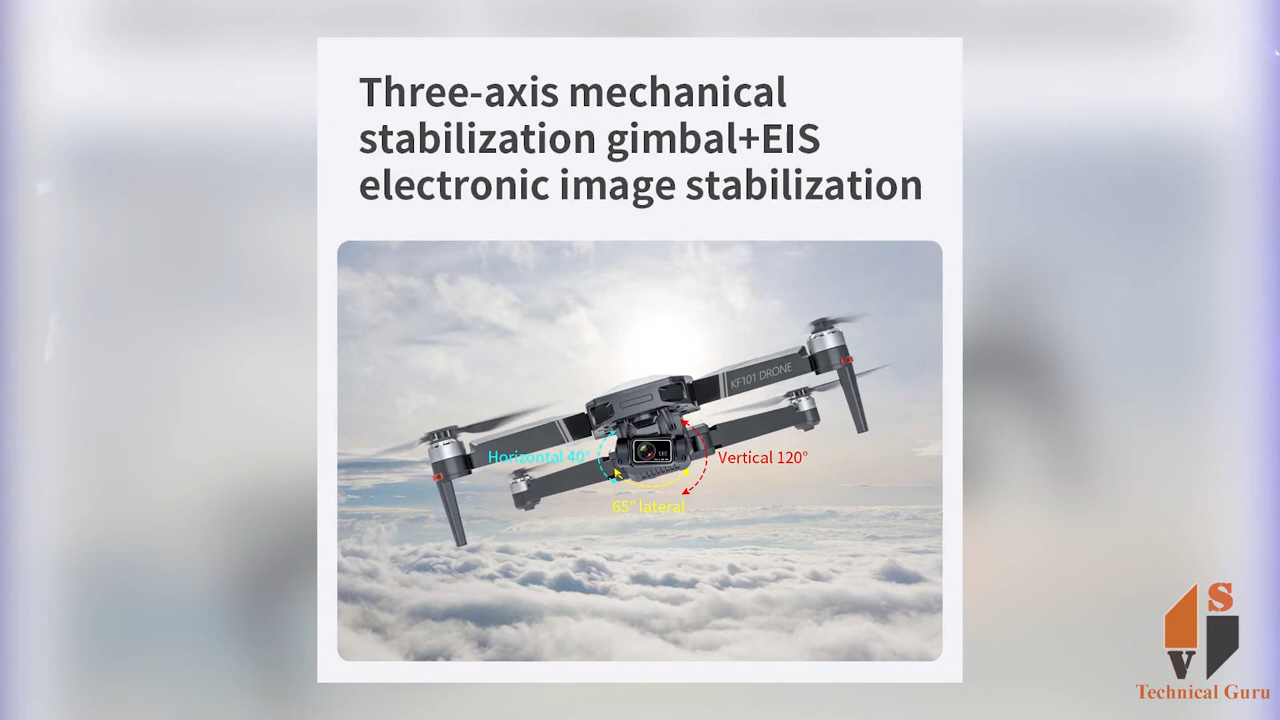 Three-axis mechanical
stabilization gimbal+EIS
electronic image stabilization
KF101 DRONE
Horizontal 40°
Vertical 120°
65° lateral
S
V
Technical Guru